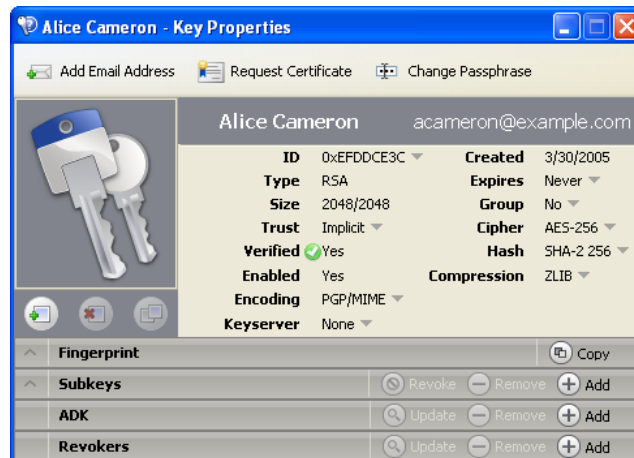 Alice Cameron - Key Properties
Add Email Address Request Certificate Change Passphrase
Alice Cameron acameron@example.com
ID 0xEFDDCE3C Created 3/30/2005
Type RSA Expires Never
Size 2048/2048 Group No
Trust Implicit Cipher AES-256
Verified Yes Hash SHA-2 256
Enabled Yes Compression ZLIB
Encoding PGP/MIME
Keyserver None
Fingerprint Copy
Subkeys Revoke Remove Add
ADK Update Remove Add
Revokers Update Remove Add